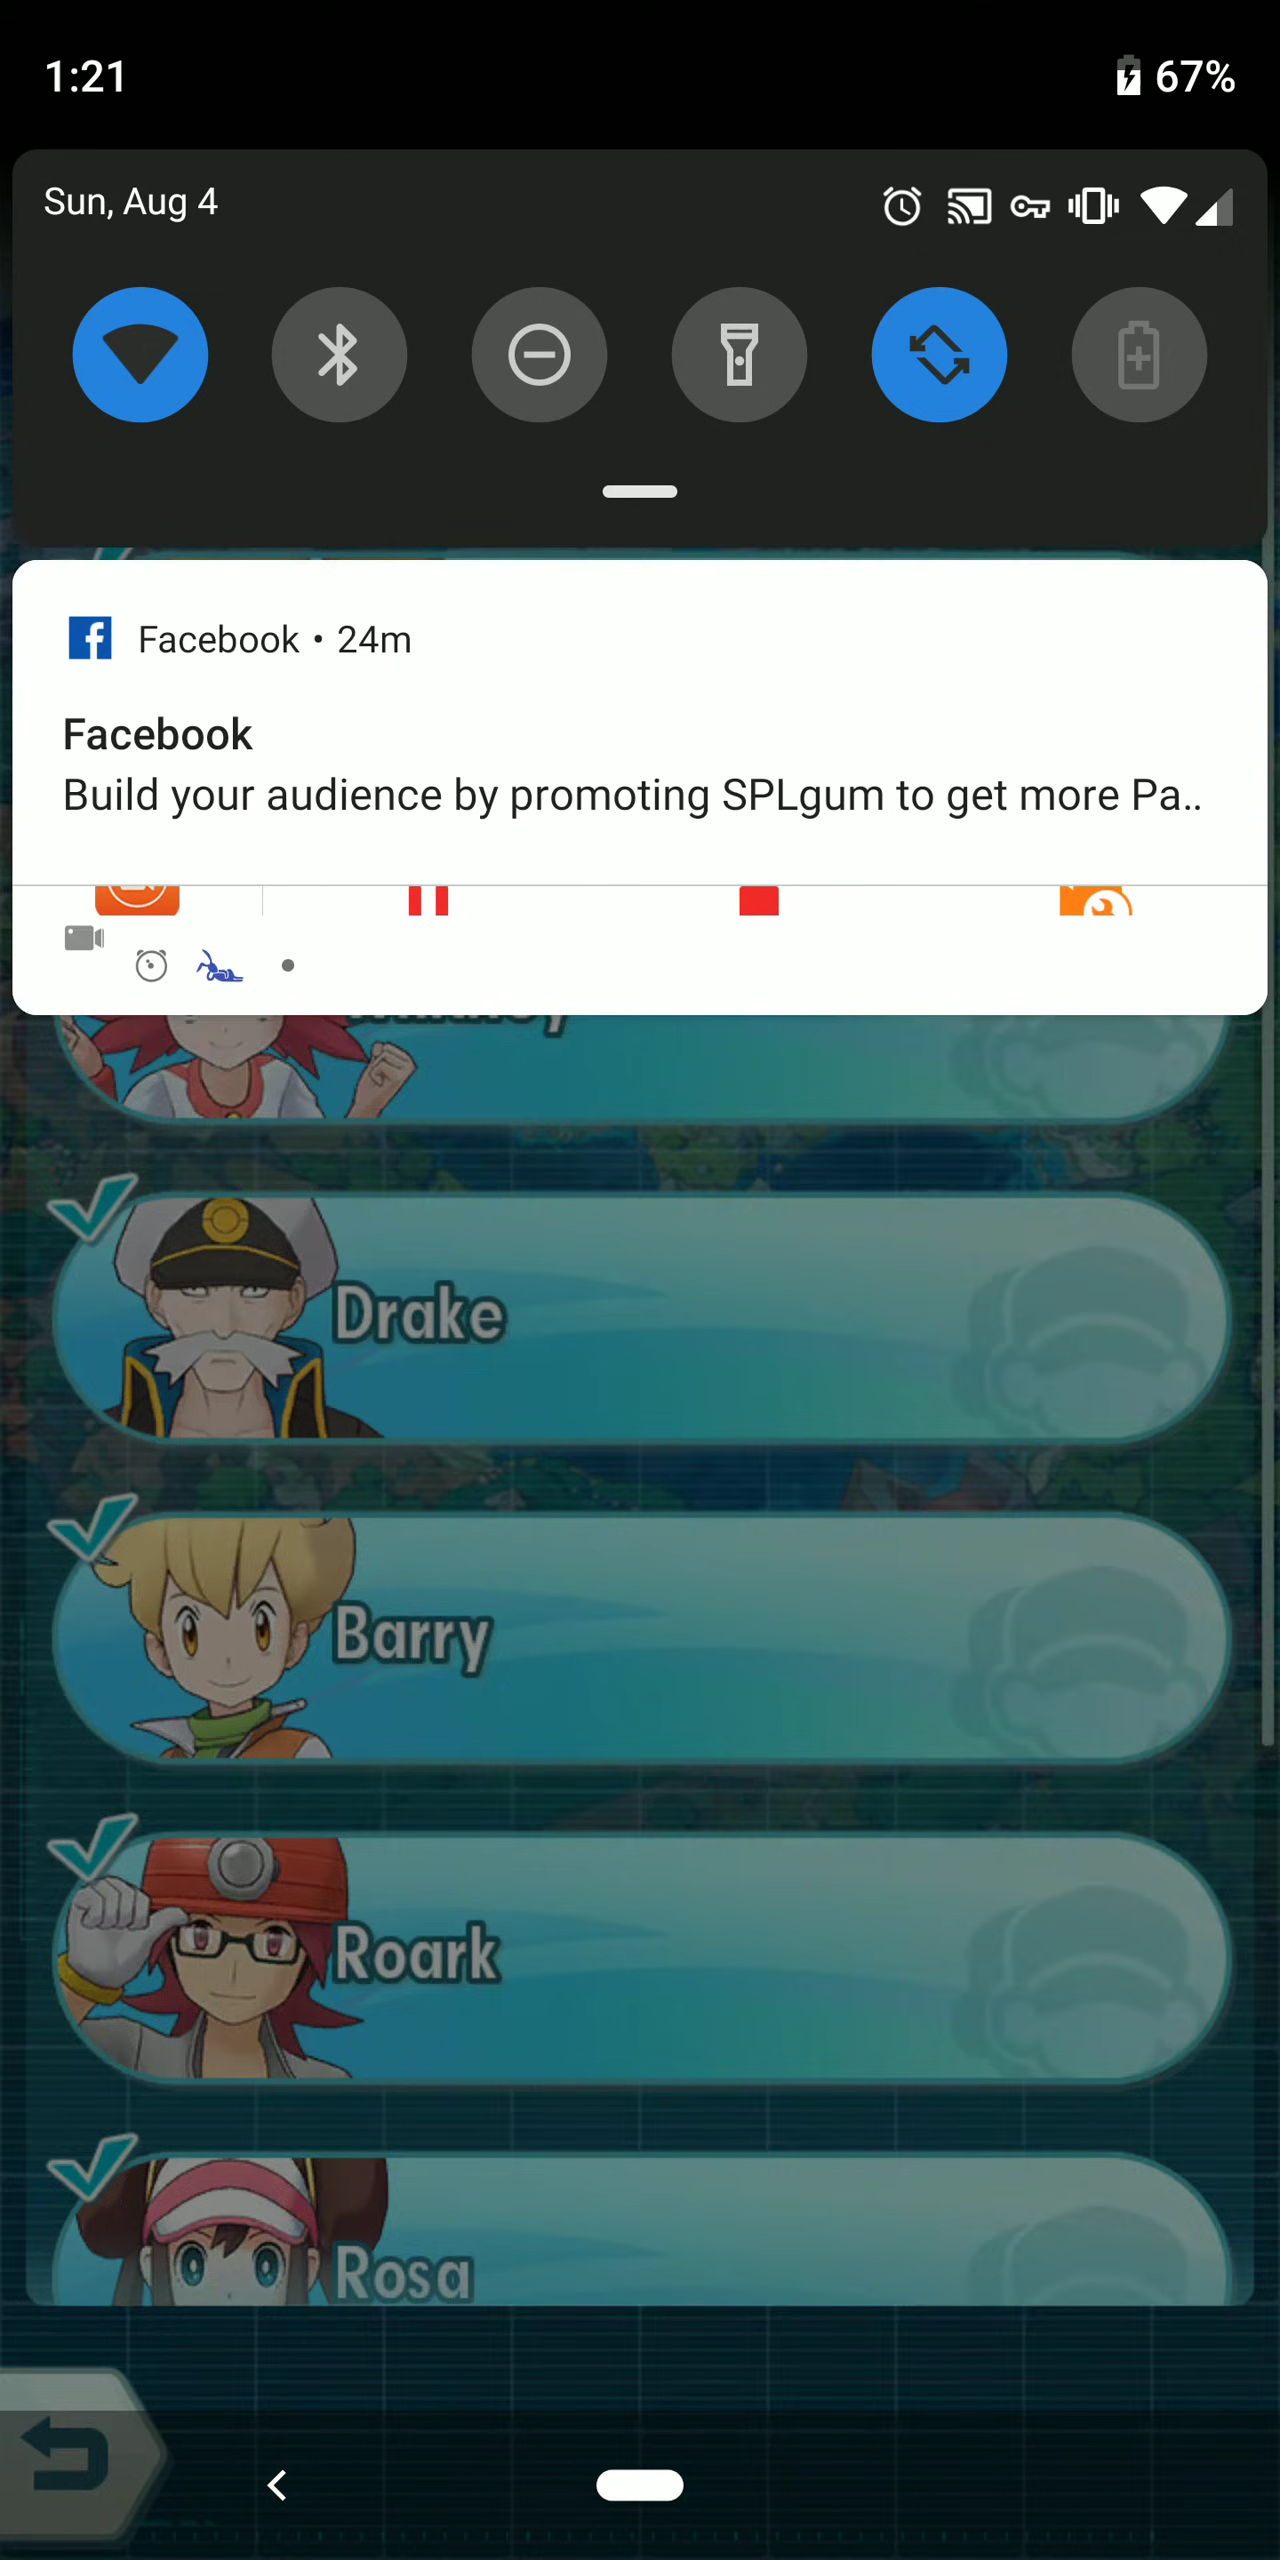 1:21
67%
Sun, Aug 4
Facebook • 24m
Facebook
Build your audience by promoting SPLgum to get more Pa..
Drake
Barry
Roark
Rosa